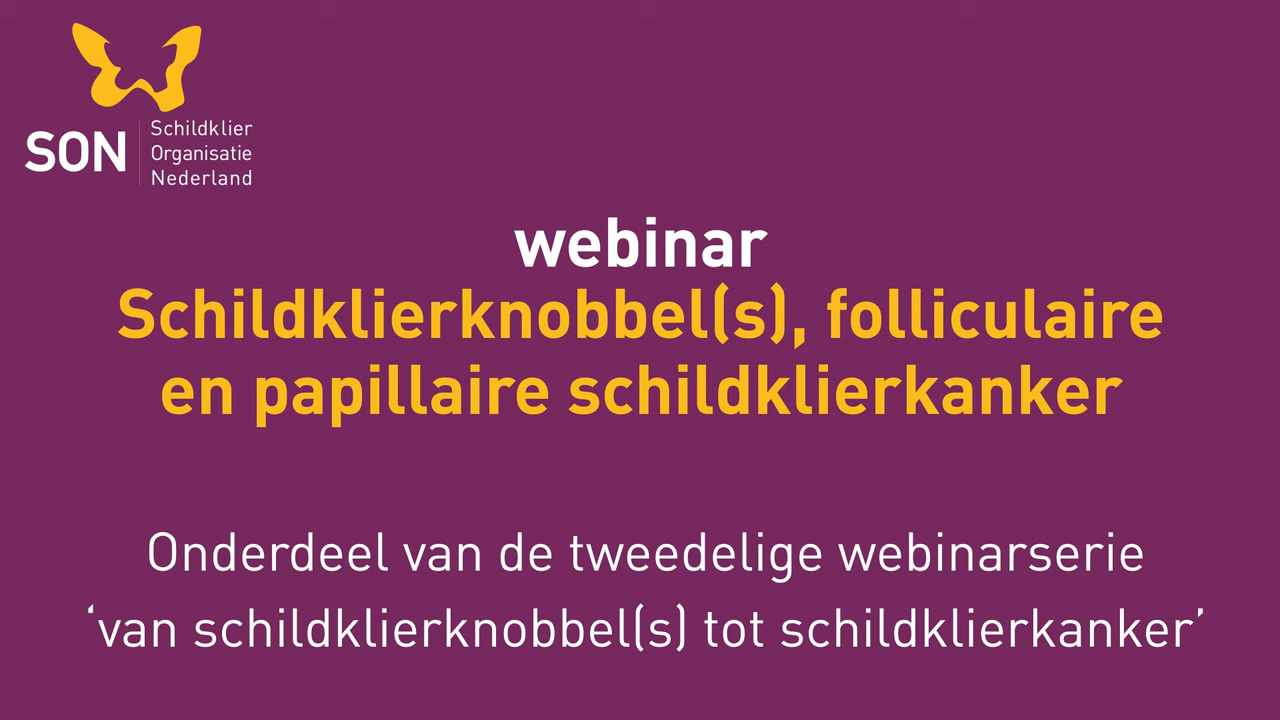 SON
Schildklier
Organisatie
Nederland
webinar
Schildklierknobbel(s), folliculaire
en papillaire schildklierkanker
Onderdeel van de tweedelige webinarserie
‘van schildklierknobbel(s) tot schildklierkanker’